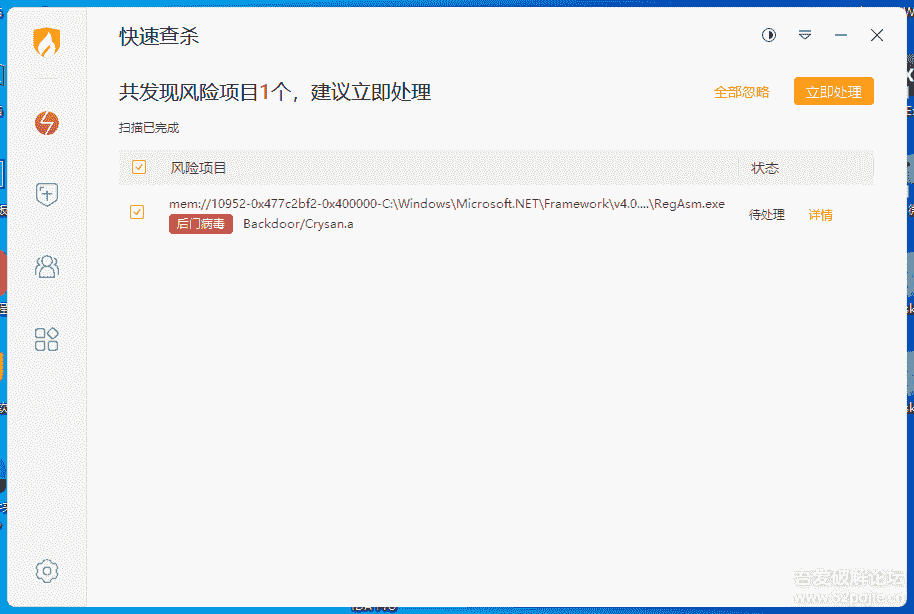 快速查杀
共发现风险项目1个，建议立即处理
全部忽略
立即处理
扫描已完成
风险项目
状态
mem://10952-0x477c2bf2-0x400000-C:\Windows\Microsoft.NET\Framework\v4.0....\RegAsm.exe
后门病毒 Backdoor/Crysan.a
待处理
详情
吾爱破解论坛
www.52pojie.cn